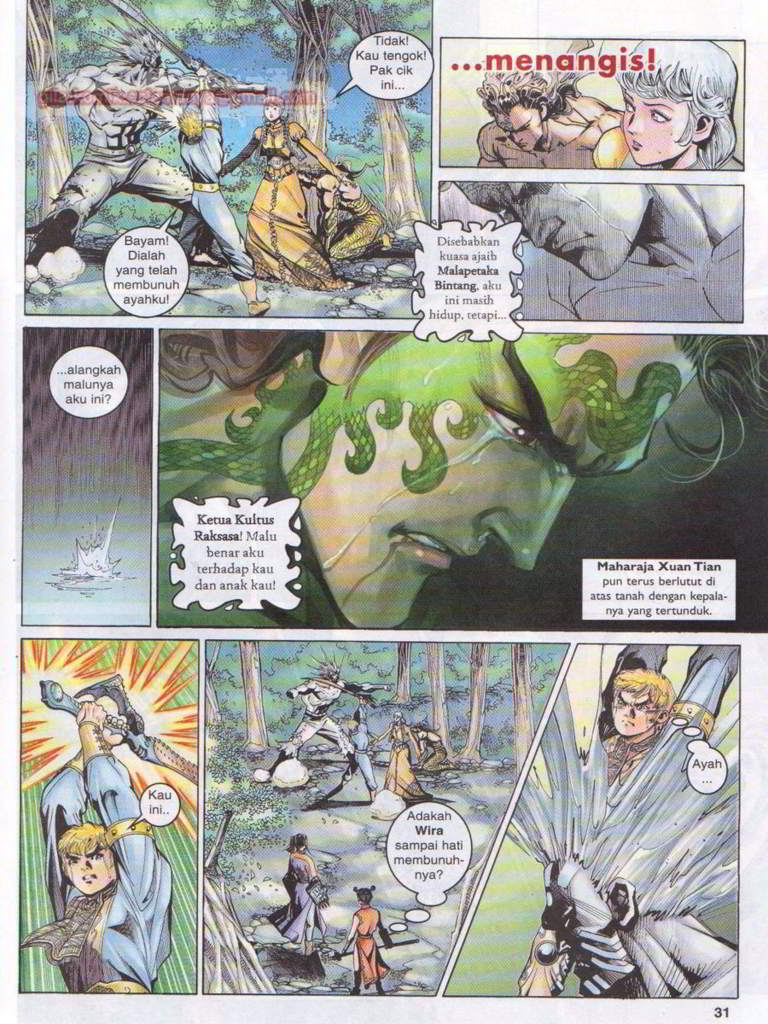 Tidak!
Kau tengok!
Pak cik
ini...
Bayam!
Dialah
yang telah
membunuh
ayahku!
...menangis!
Disebabkan
kuasa ajaib
Malapetaka
Bintang, aku
ini masih
hidup, tetapi...
...alangkah
malunya
aku ini?
Ketua Kultus
Raksasa! Malu
benar aku
terhadap kau
dan anak kau!
Maharaja Xuan Tian
pun terus berlutut di
atas tanah dengan kepala-
nya yang tertunduk.
Kau
ini..
Adakah
Wira
sampai hati
membunuh-
nya?
Ayah
...
31